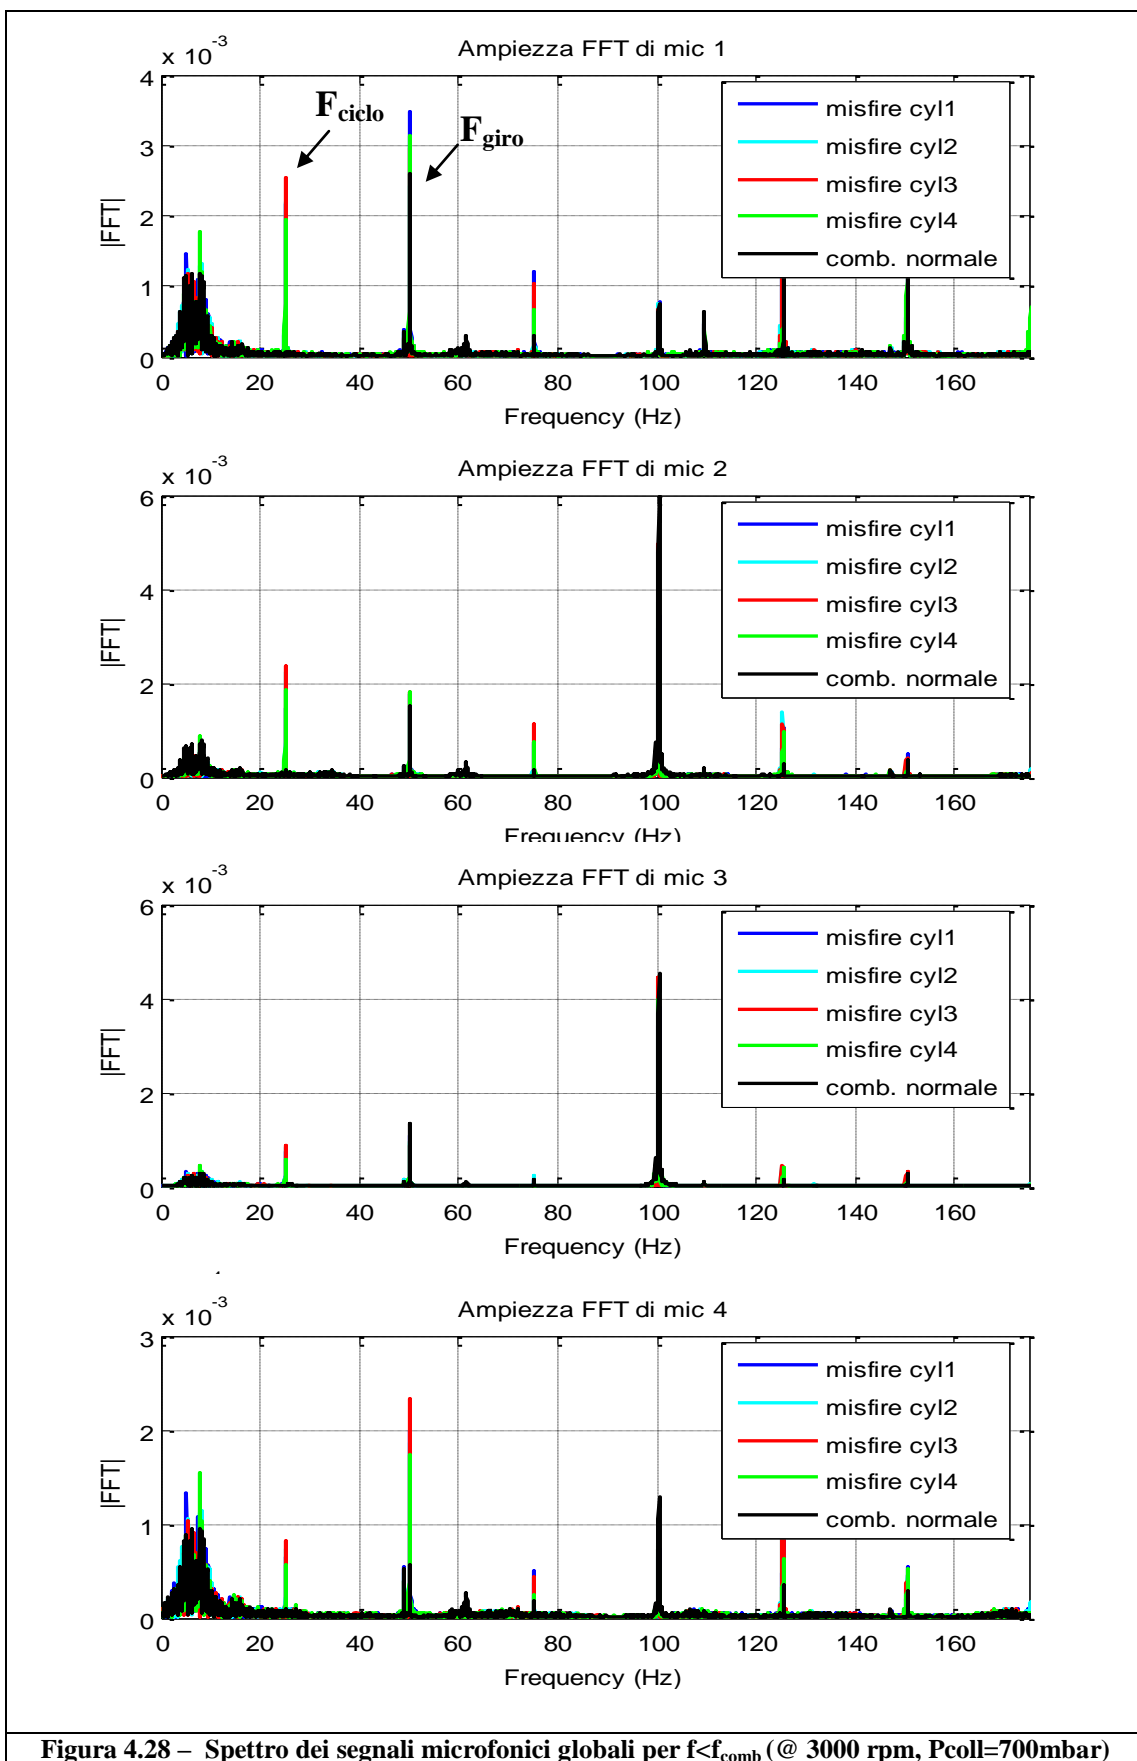 x 10-3
Ampiezza FFT di mic 1
4
3
2
1
0
|FFT|
Fciclo
Fgiro
misfire cyl1
misfire cyl2
misfire cyl3
misfire cyl4
comb. normale
0 20 40 60 80 100 120 140 160
Frequency (Hz)
x 10-3
Ampiezza FFT di mic 2
6
4
2
0
|FFT|
misfire cyl1
misfire cyl2
misfire cyl3
misfire cyl4
comb. normale
0 20 40 60 80 100 120 140 160
Frequency (Hz)
x 10-3
Ampiezza FFT di mic 3
6
4
2
0
|FFT|
misfire cyl1
misfire cyl2
misfire cyl3
misfire cyl4
comb. normale
0 20 40 60 80 100 120 140 160
Frequency (Hz)
x 10-3
Ampiezza FFT di mic 4
3
2
1
0
|FFT|
misfire cyl1
misfire cyl2
misfire cyl3
misfire cyl4
comb. normale
0 20 40 60 80 100 120 140 160
Frequency (Hz)
Figura 4.28 – Spettro dei segnali microfonici globali per f<fcomb (@ 3000 rpm, Pcoll=700mbar)